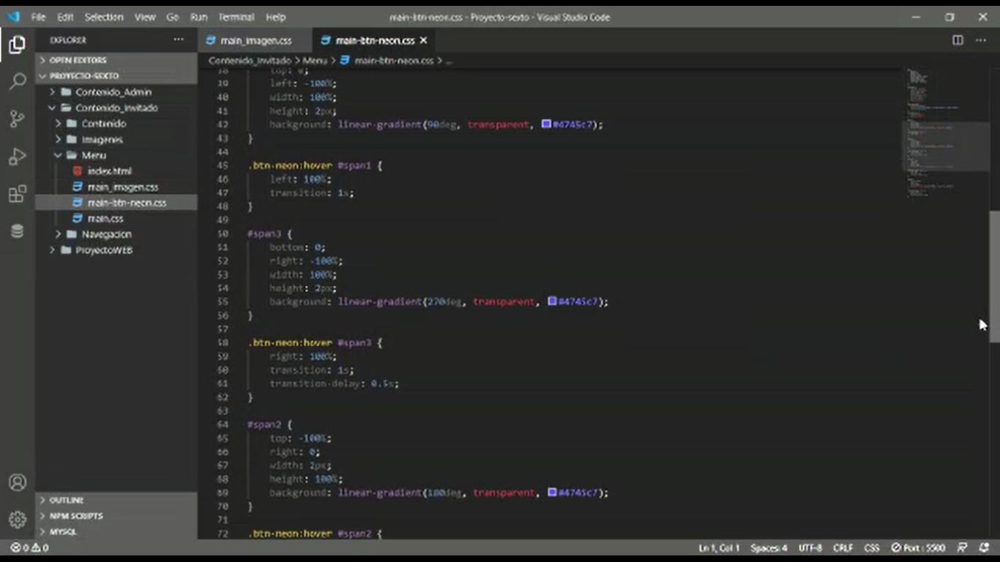 File Edit Selection View Go Run Terminal Help
main-btn-neon.css - Proyecto-sexto - Visual Studio Code
EXPLORER
OPEN EDITORS
PROYECTO-SEXTO
Contenido_Admin
Contenido_Invitado
Contenido
Imagenes
Menu
index.html
main_imagen.css
main-btn-neon.css
main.css
Navegacion
ProyectoWEB
OUTLINE
NPM SCRIPTS
MYSQL
main_imagen.css main-btn-neon.css
Contenido_Invitado > Menu > main-btn-neon.css > ...
38 top: 0;
39 left: -100%;
40 width: 100%;
41 height: 2px;
42 background: linear-gradient(90deg, transparent, #4745c7);
43 }
44
45 .btn-neon:hover #span1 {
46 left: 100%;
47 transition: 1s;
48 }
49
50 #span3 {
51 bottom: 0;
52 right: -100%;
53 width: 100%;
54 height: 2px;
55 background: linear-gradient(270deg, transparent, #4745c7);
56 }
57
58 .btn-neon:hover #span3 {
59 right: 100%;
60 transition: 1s;
61 transition-delay: 0.5s;
62 }
63
64 #span2 {
65 top: -100%;
66 right: 0;
67 width: 2px;
68 height: 100%;
69 background: linear-gradient(180deg, transparent, #4745c7);
70 }
71
72 .btn-neon:hover #span2 {
0 0
Ln 1, Col 1 Spaces: 4 UTF-8 CRLF CSS Port : 5500